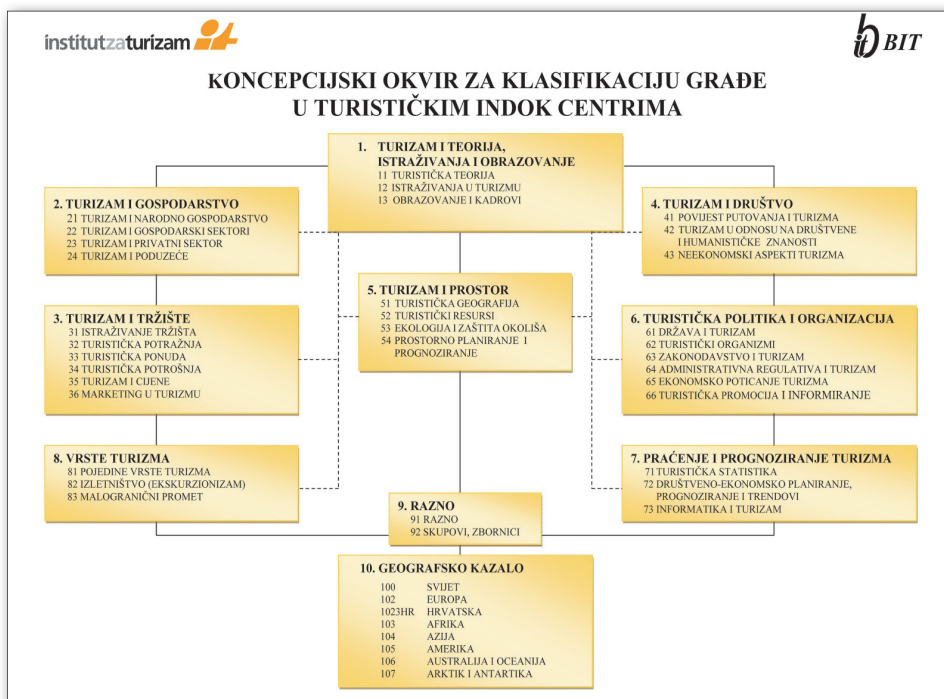 institutzaturizam
bit BIT
KONCEPCIJSKI OKVIR ZA KLASIFIKACIJU GRAĐE
U TURISTIČKIM INDOK CENTRIMA
1. TURIZAM I TEORIJA,
ISTRAŽIVANJA I OBRAZOVANJE
11 TURISTIČKA TEORIJA
12 ISTRAŽIVANJA U TURIZMU
13 OBRAZOVANJE I KADROVI
2. TURIZAM I GOSPODARSTVO
21 TURIZAM I NARODNO GOSPODARSTVO
22 TURIZAM I GOSPODARSKI SEKTORI
23 TURIZAM I PRIVATNI SEKTOR
24 TURIZAM I PODUZEĆE
4. TURIZAM I DRUŠTVO
41 POVIJEST PUTOVANJA I TURIZMA
42 TURIZAM U ODNOSU NA DRUŠTVENE
I HUMANISTIČKE ZNANOSTI
43 NEEKONOMSKI ASPEKTI TURIZMA
5. TURIZAM I PROSTOR
51 TURISTIČKA GEOGRAFIJA
52 TURISTIČKI RESURSI
53 EKOLOGIJA I ZAŠTITA OKOLIŠA
54 PROSTORNO PLANIRANJE I
PROGNOZIRANJE
3. TURIZAM I TRŽIŠTE
31 ISTRAŽIVANJE TRŽIŠTA
32 TURISTIČKA POTRAŽNJA
33 TURISTIČKA PONUDA
34 TURISTIČKA POTROŠNJA
35 TURIZAM I CIJENE
36 MARKETING U TURIZMU
6. TURISTIČKA POLITIKA I ORGANIZACIJA
61 DRŽAVA I TURIZAM
62 TURISTIČKI ORGANIZMI
63 ZAKONODAVSTVO I TURIZAM
64 ADMINISTRATIVNA REGULATIVA I TURIZAM
65 EKONOMSKO POTICANJE TURIZMA
66 TURISTIČKA PROMOCIJA I INFORMIRANJE
8. VRSTE TURIZMA
81 POJEDINE VRSTE TURIZMA
82 IZLETNIŠTVO (EKSKURZIONIZAM)
83 MALOGRANIČNI PROMET
7. PRAĆENJE I PROGNOZIRANJE TURIZMA
71 TURISTIČKA STATISTIKA
72 DRUŠTVENO-EKONOMSKO PLANIRANJE,
PROGNOZIRANJE I TRENDOVI
73 INFORMATIKA I TURIZAM
9. RAZNO
91 RAZNO
92 SKUPOVI, ZBORNICI
10. GEOGRAFSKO KAZALO
100 SVIJET
102 EUROPA
1023HR HRVATSKA
103 AFRIKA
104 AZIJA
105 AMERIKA
106 AUSTRALIJA I OCEANIJA
107 ARKTIK I ANTARTIKA